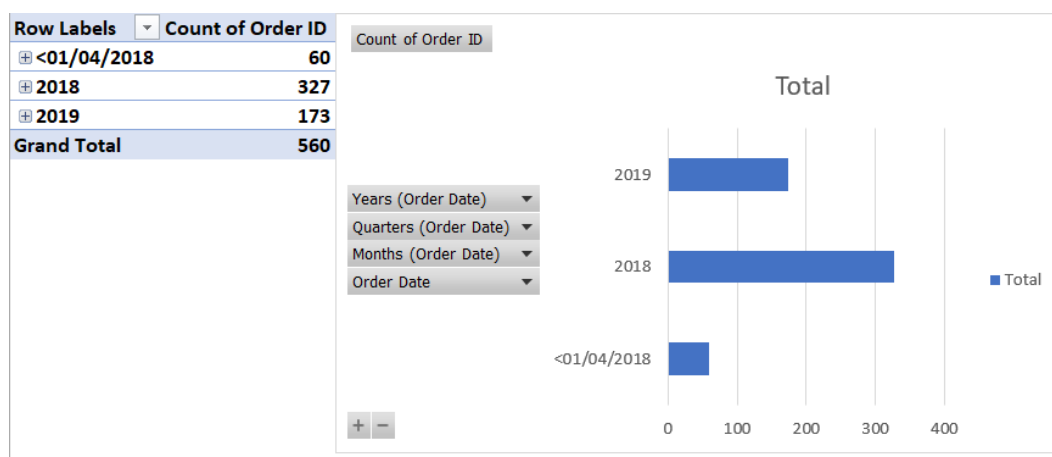 Row Labels Count of Order ID
<01/04/2018 60
2018 327
2019 173
Grand Total 560
Count of Order ID
Total
Years (Order Date)
Quarters (Order Date)
Months (Order Date)
Order Date
2019
2018
<01/04/2018
0 100 200 300 400
Total